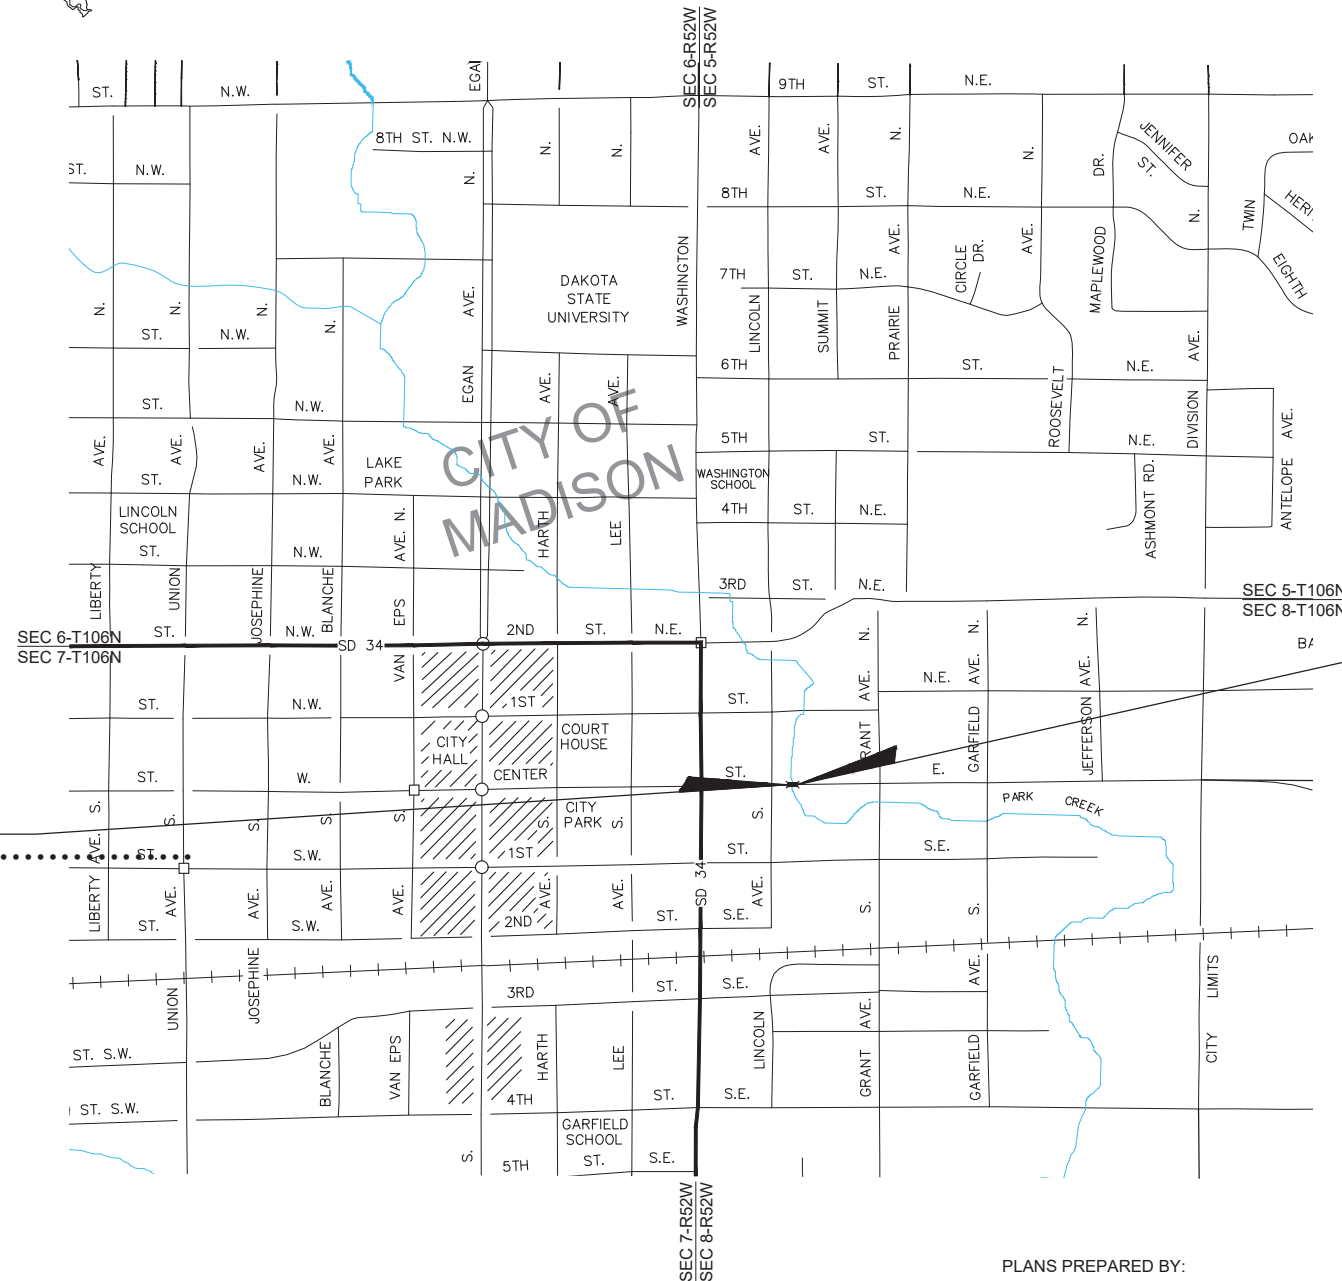 SEC 6-R52W
SEC 5-R52W
ST.
N.W.
EGA
9TH
ST.
N.E.
8TH ST. N.W.
N.
N.
N.
AVE.
AVE.
N.
N.
DR.
JENNIFER
ST.
OAK
ST.
N.W.
8TH
ST.
N.E.
N.
TWIN
HERI
WASHINGTON
AVE.
AVE.
CIRCLE
DR.
MAPLEWOOD
EIGHTH
DAKOTA
STATE
UNIVERSITY
7TH
ST.
N.E.
N.
N.
N.
N.
AVE.
LINCOLN
SUMMIT
PRAIRIE
ST.
N.W.
AVE.
6TH
ST.
N.E.
EGAN
AVE.
AVE.
ROOSEVELT
DIVISION
AVE.
ST.
N.W.
CITY OF
MADISON
5TH
ST.
N.E.
AVE.
AVE.
AVE.
AVE.
LAKE
PARK
WASHINGTON
SCHOOL
ST.
N.W.
ASHMONT RD.
ANTELOPE
4TH
ST.
N.E.
LINCOLN
SCHOOL
ST.
N.W.
AVE. N.
HARTH
LEE
3RD
ST.
N.E.
SEC 5-T106N
SEC 8-T106N
LIBERTY
UNION
JOSEPHINE
BLANCHE
VAN EPS
SEC 6-T106N
SEC 7-T106N
ST.
N.W.
SD 34
2ND
ST.
N.E.
N.
N.
N.
BA
ST.
N.W.
1ST
ST.
AVE.
N.E.
AVE.
AVE.
CITY
HALL
COURT
HOUSE
RANT
GARFIELD
JEFFERSON
ST.
W.
CENTER
ST.
E.
PARK CREEK
S.
S.
S.
S.
S.
S.
CITY
PARK
S.
S.
LIBERTY AVE.
ST.
S.W.
1ST
ST.
S.E.
SD 34
AVE.
AVE.
AVE.
AVE.
AVE.
AVE.
AVE.
S.
S.
ST.
S.W.
2ND
ST.
S.E.
UNION
JOSEPHINE
3RD
ST.
S.E.
AVE.
AVE.
CITY LIMITS
ST. S.W.
BLANCHE
VAN EPS
HARTH
LEE
LINCOLN
GRANT
GARFIELD
ST. S.W.
4TH
ST.
S.E.
GARFIELD
SCHOOL
S.
5TH
ST.
S.E.
SEC 7-R52W
SEC 8-R52W
PLANS PREPARED BY: